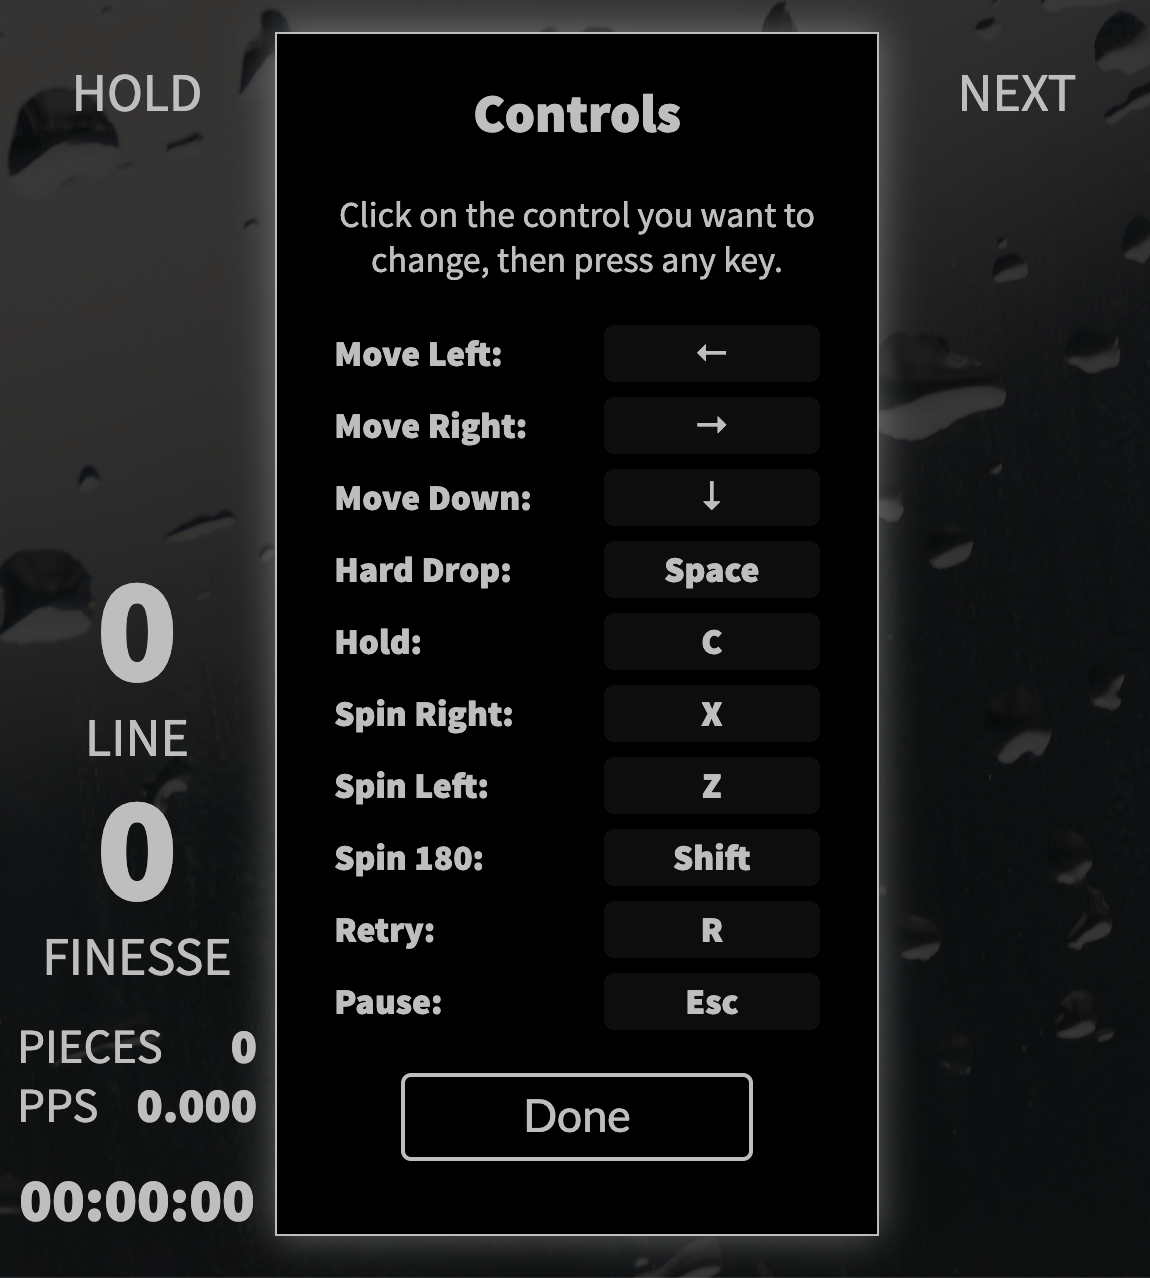 HOLD
NEXT
Controls
Click on the control you want to
change, then press any key.
Move Left: ←
Move Right: →
Move Down: ↓
Hard Drop: Space
Hold: C
Spin Right: X
Spin Left: Z
Spin 180: Shift
Retry: R
Pause: Esc
Done
0
LINE
0
FINESSE
PIECES 0
PPS 0.000
00:00:00